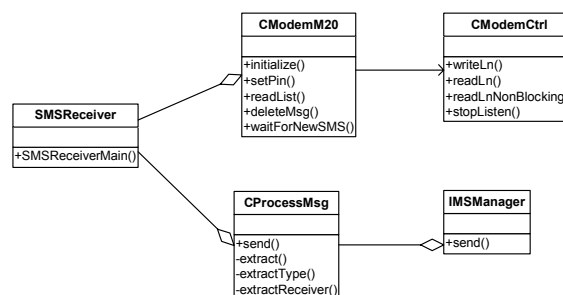 CModemM20
+initialize()
+setPin()
+readList()
+deleteMsg()
+waitForNewSMS()
CModemCtrl
+writeLn()
+readLn()
+readLnNonBlocking
+stopListen()
SMSReceiver
+SMSReceiverMain()
CProcessMsg
+send()
-extract()
-extractType()
-extractReceiver()
IMSManager
+send()